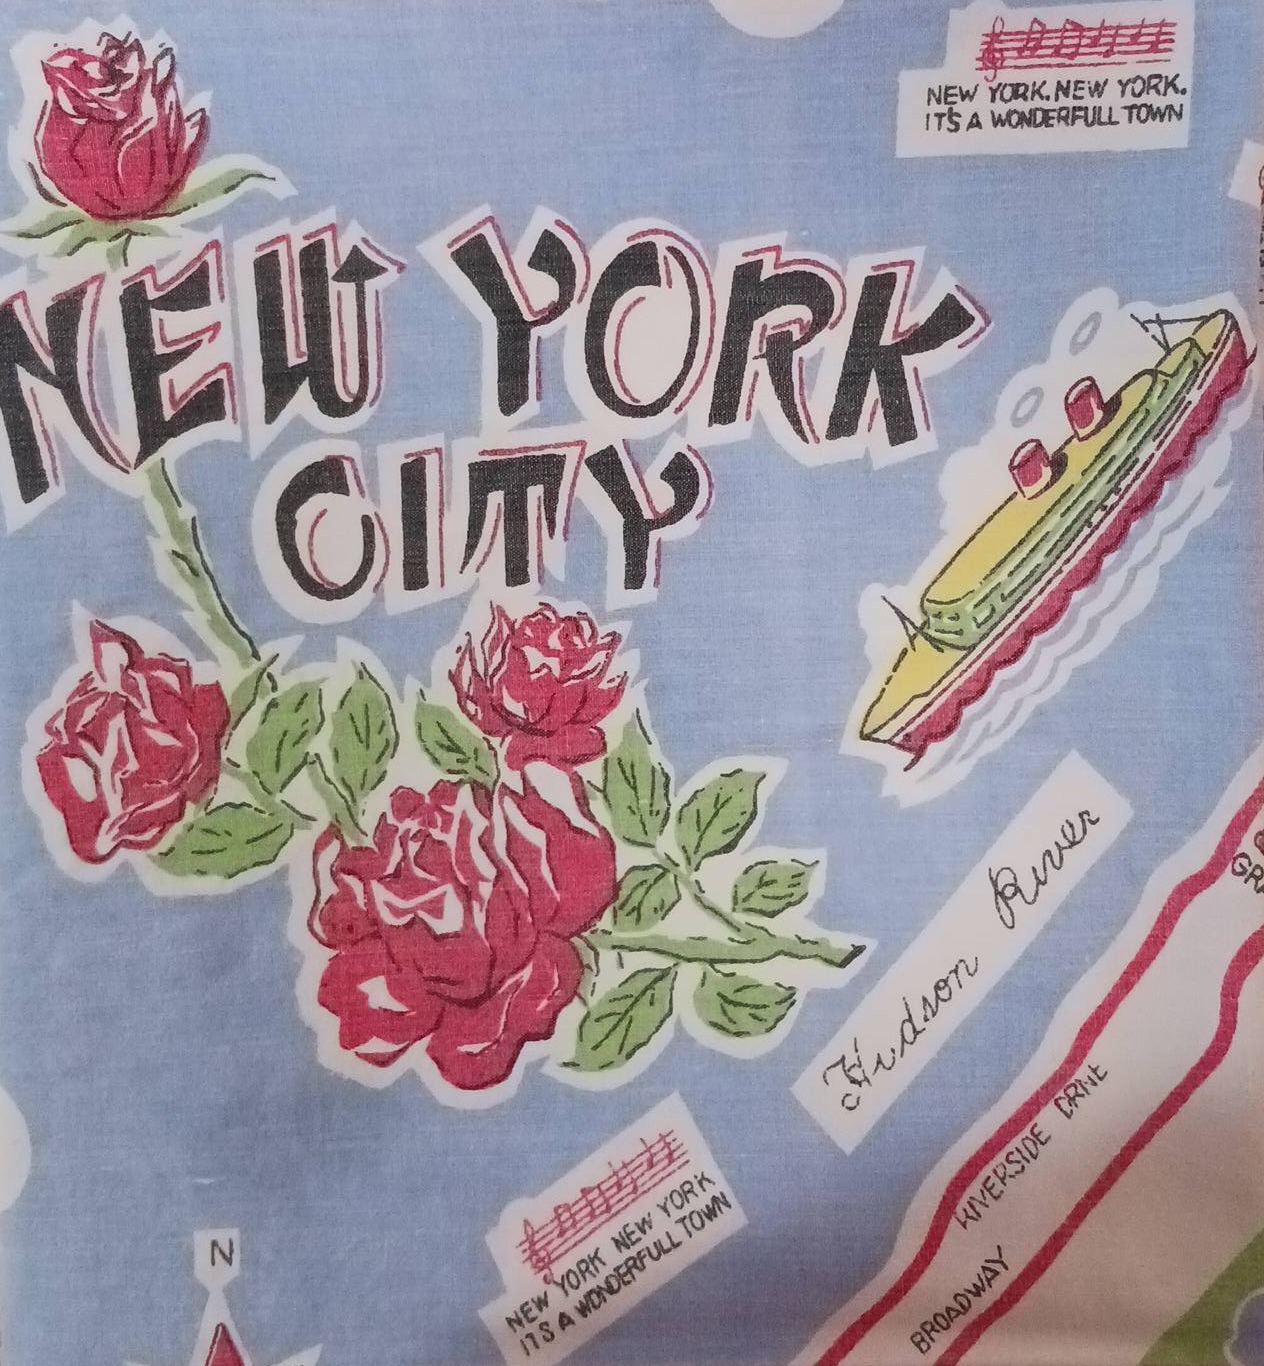 NEW YORK. NEW YORK.
IT'S A WONDERFULL TOWN
NEW YORK
CITY
Hudson River
RIVERSIDE DRIVE
BROADWAY
NEW YORK NEW YORK
IT'S A WONDERFULL TOWN
N